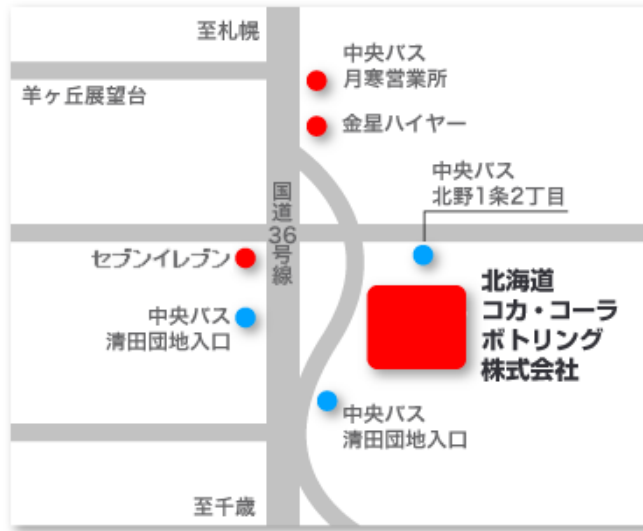 至札幌
中央バス
月寒営業所
羊ヶ丘展望台
金星ハイヤー
中央バス
北野1条2丁目
国道36号線
セブンイレブン
北海道
コカ・コーラ
ボトリング
株式会社
中央バス
清田団地入口
中央バス
清田団地入口
至千歳